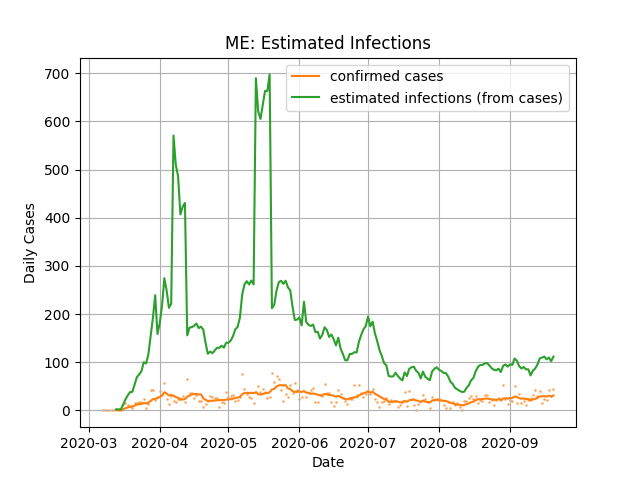 ME: Estimated Infections
confirmed cases
estimated infections (from cases)
Daily Cases
700
600
500
400
300
200
100
0
2020-03 2020-04 2020-05 2020-06 2020-07 2020-08 2020-09
Date